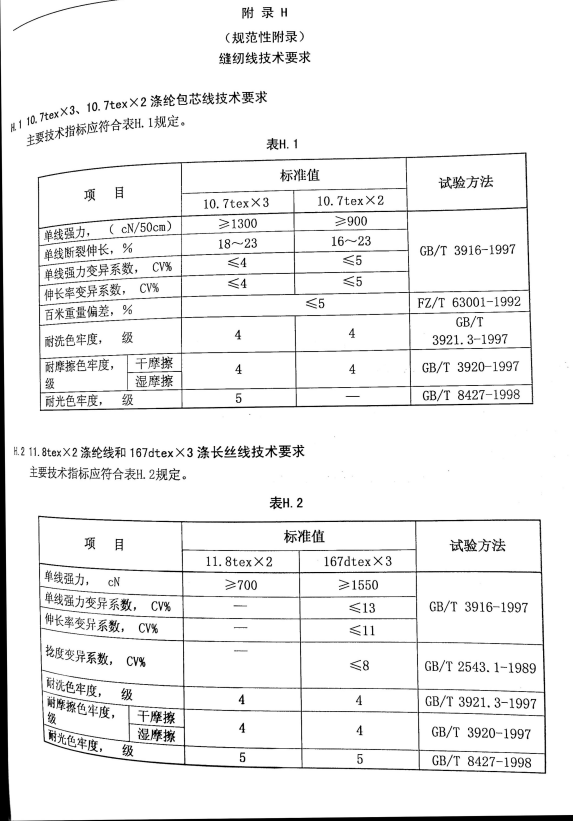 附 录 H
（规范性附录）
缝纫线技术要求
H.1 10.7tex×3、10.7tex×2 涤纶包芯线技术要求
主要技术指标应符合表H.1规定。
表H.1
项 目 标准值 试验方法
10.7tex×3 10.7tex×2
单线强力，（ cN/50cm） ≥1300 ≥900 GB/T 3916-1997
单线断裂伸长，% 18～23 16～23
单线强力变异系数， CV% ≤4 ≤5
伸长率变异系数， CV% ≤4 ≤5
百米重量偏差，% ≤5 FZ/T 63001-1992
耐洗色牢度， 级 4 4 GB/T
3921.3-1997
耐摩擦色牢度， 干摩擦 4 4 GB/T 3920-1997
级 湿摩擦
耐光色牢度， 级 5 — GB/T 8427-1998
H.2 11.8tex×2 涤纶线和 167dtex×3 涤长丝线技术要求
主要技术指标应符合表H.2规定。
表H.2
项 目 标准值 试验方法
11.8tex×2 167dtex×3
单线强力， cN ≥700 ≥1550 GB/T 3916-1997
单线强力变异系数， CV% — ≤13
伸长率变异系数， CV% — ≤11
捻度变异系数， CV% — ≤8 GB/T 2543.1-1989
耐洗色牢度， 级 4 4 GB/T 3921.3-1997
耐摩擦色牢度， 干摩擦 4 4 GB/T 3920-1997
级 湿摩擦
耐光色牢度， 级 5 5 GB/T 8427-1998